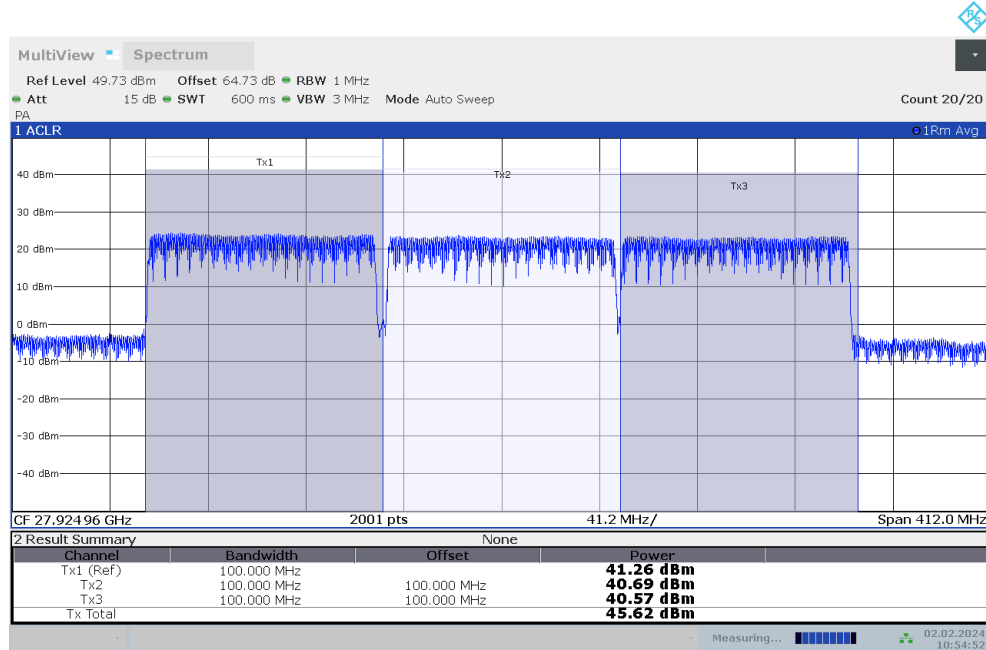 R&S
MultiView Spectrum
Ref Level 49.73 dBm Offset 64.73 dB RBW 1 MHz
Att 15 dB SWT 600 ms VBW 3 MHz Mode Auto Sweep Count 20/20
PA
1 ACLR 1Rm Avg
Tx1
Tx2
Tx3
40 dBm
30 dBm
20 dBm
10 dBm
0 dBm
-10 dBm
-20 dBm
-30 dBm
-40 dBm
CF 27.92496 GHz 2001 pts 41.2 MHz/ Span 412.0 MHz
2 Result Summary None
Channel Bandwidth Offset Power
Tx1 (Ref) 100.000 MHz 41.26 dBm
Tx2 100.000 MHz 100.000 MHz 40.69 dBm
Tx3 100.000 MHz 100.000 MHz 40.57 dBm
Tx Total 45.62 dBm
Measuring... 02.02.2024
10:54:52